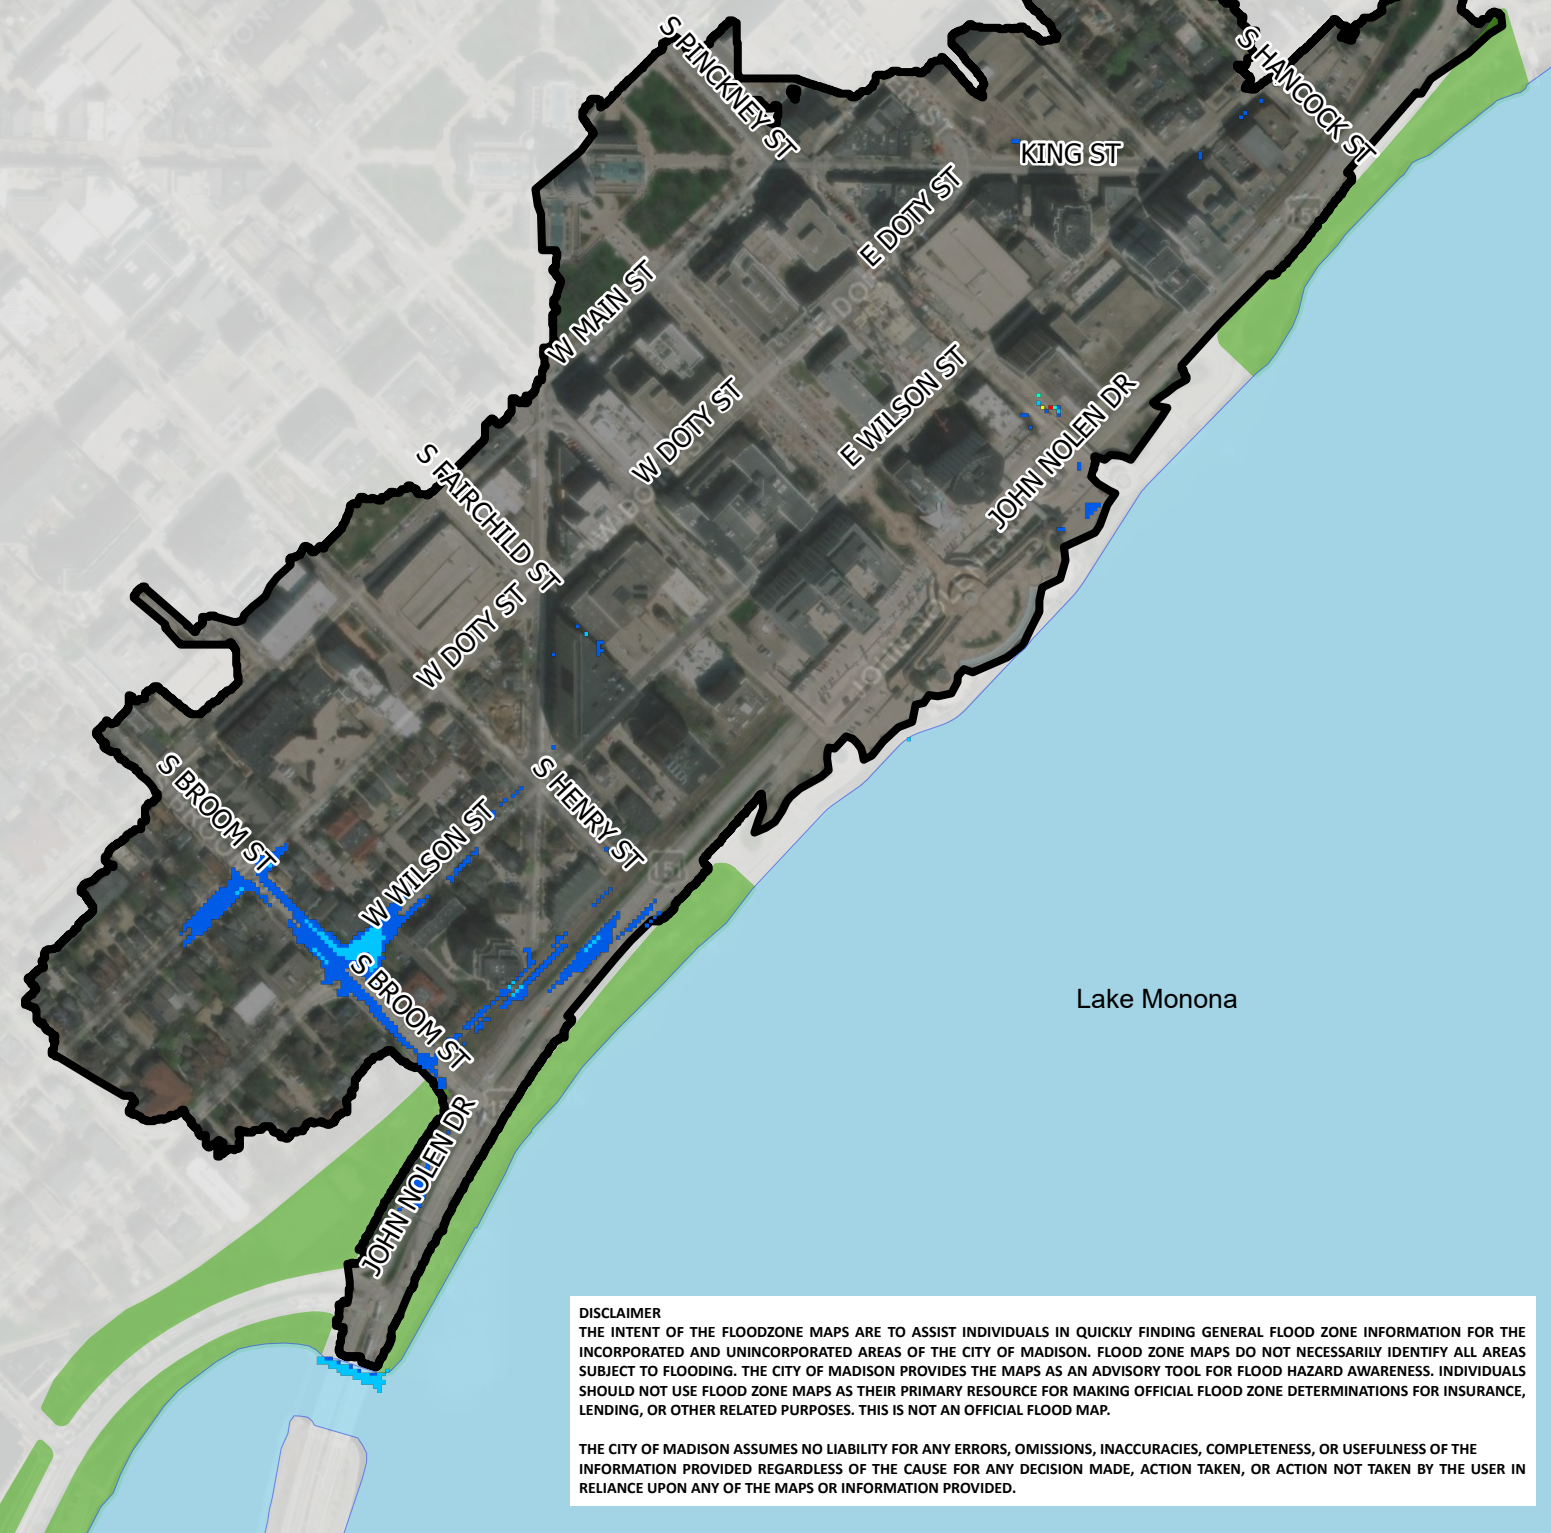 S PINCKNEY ST
S HANCOCK ST
KING ST
E DOTY ST
W MAIN ST
E WILSON ST
W DOTY ST
JOHN NOLEN DR
S FAIRCHILD ST
W DOTY ST
S BROOM ST
S HENRY ST
W WILSON ST
151
S BROOM ST
Lake Monona
JOHN NOLEN DR
DISCLAIMER
THE INTENT OF THE FLOODZONE MAPS ARE TO ASSIST INDIVIDUALS IN QUICKLY FINDING GENERAL FLOOD ZONE INFORMATION FOR THE
INCORPORATED AND UNINCORPORATED AREAS OF THE CITY OF MADISON. FLOOD ZONE MAPS DO NOT NECESSARILY IDENTIFY ALL AREAS
SUBJECT TO FLOODING. THE CITY OF MADISON PROVIDES THE MAPS AS AN ADVISORY TOOL FOR FLOOD HAZARD AWARENESS. INDIVIDUALS
SHOULD NOT USE FLOOD ZONE MAPS AS THEIR PRIMARY RESOURCE FOR MAKING OFFICIAL FLOOD ZONE DETERMINATIONS FOR INSURANCE,
LENDING, OR OTHER RELATED PURPOSES. THIS IS NOT AN OFFICIAL FLOOD MAP.
THE CITY OF MADISON ASSUMES NO LIABILITY FOR ANY ERRORS, OMISSIONS, INACCURACIES, COMPLETENESS, OR USEFULNESS OF THE
INFORMATION PROVIDED REGARDLESS OF THE CAUSE FOR ANY DECISION MADE, ACTION TAKEN, OR ACTION NOT TAKEN BY THE USER IN
RELIANCE UPON ANY OF THE MAPS OR INFORMATION PROVIDED.